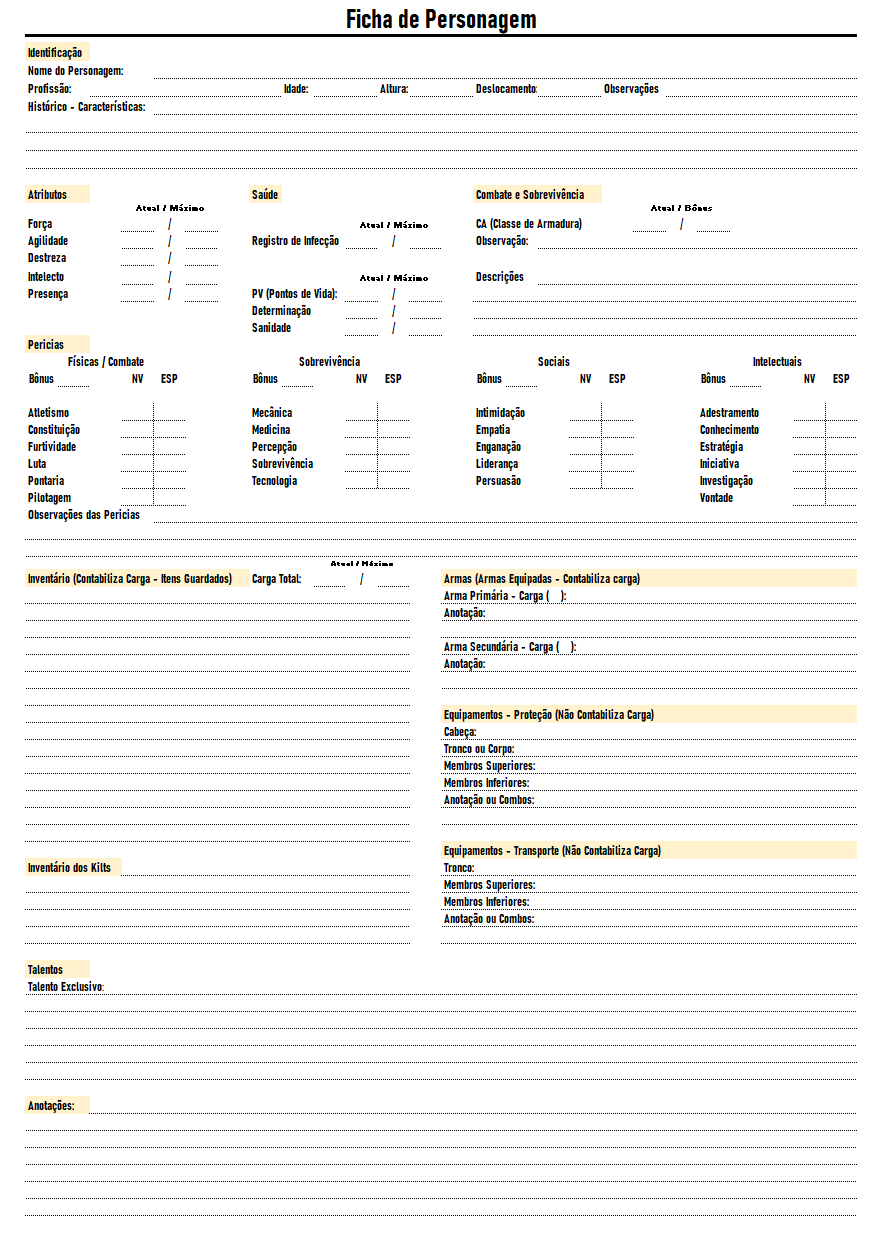 Ficha de Personagem
Identificação
Nome do Personagem:
Profissão: Idade: Altura: Deslocamento: Observações
Histórico - Características:
Atributos Saúde Combate e Sobrevivência
Atual / Máximo Atual / Bônus
Força / Atual / Máximo CA (Classe de Armadura) /
Agilidade / Registro de Infecção / Observação:
Destreza /
Intelecto / Atual / Máximo Descrições
Presença / PV (Pontos de Vida): /
Determinação /
Sanidade /
Pericias
Físicas / Combate Sobrevivência Sociais Intelectuais
Bônus NV ESP Bônus NV ESP Bônus NV ESP Bônus NV ESP
Atletismo Mecânica Intimidação Adestramento
Constituição Medicina Empatia Conhecimento
Furtividade Percepção Enganação Estratégia
Luta Sobrevivência Liderança Iniciativa
Pontaria Tecnologia Persuasão Investigação
Pilotagem Vontade
Observações das Pericias
Atual / Máximo
Inventário (Contabiliza Carga - Itens Guardados) Carga Total: / Armas (Armas Equipadas - Contabiliza carga)
Arma Primária - Carga ( ):
Anotação:
Arma Secundária - Carga ( ):
Anotação:
Equipamentos - Proteção (Não Contabiliza Carga)
Cabeça:
Tronco ou Corpo:
Membros Superiores:
Membros Inferiores:
Anotação ou Combos:
Equipamentos - Transporte (Não Contabiliza Carga)
Inventário dos Kilts Tronco:
Membros Superiores:
Membros Inferiores:
Anotação ou Combos:
Talentos
Talento Exclusivo:
Anotações: